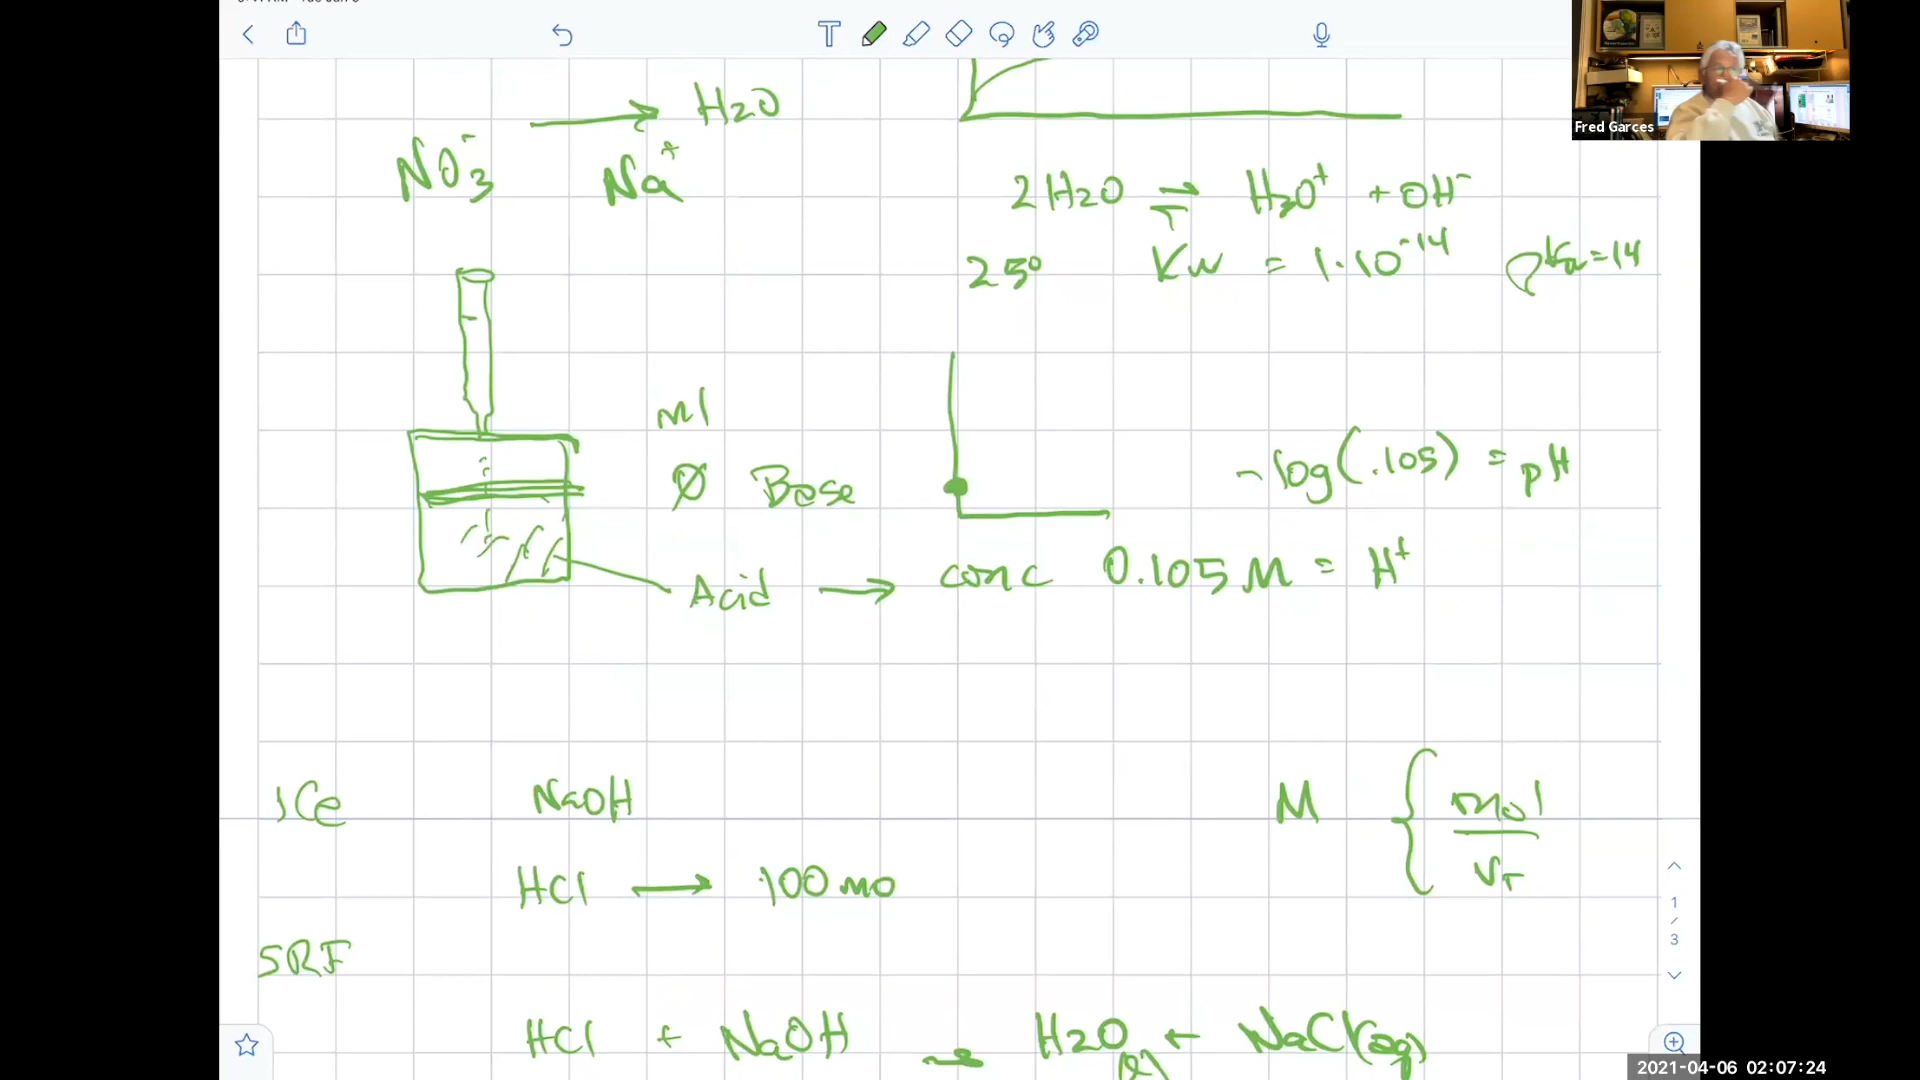 Fred Garces
→ H2O
NO3- Na+
2H2O ⇌ H3O+ + OH-
25° Kw = 1·10^-14 pKw=14
ml
Ø Base
-log(.105) = pH
Acid → conc 0.105 M = H+
ICe NaOH M { mol / VT
HCl → 100 mo
SRF
HCl + NaOH → H2O(l) + NaCl(aq)
1
/
3
2021-04-06 02:07:24